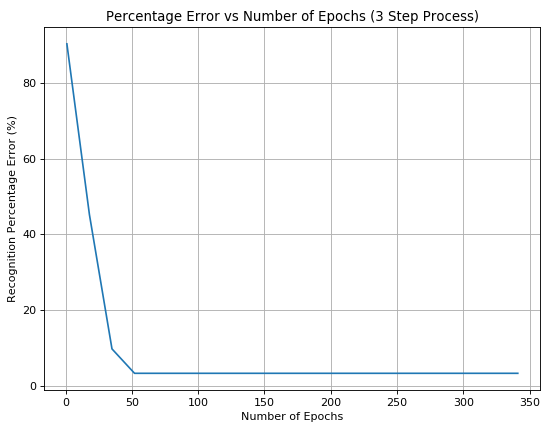 Percentage Error vs Number of Epochs (3 Step Process)
Recognition Percentage Error (%)
80
60
40
20
0
0 50 100 150 200 250 300 350
Number of Epochs